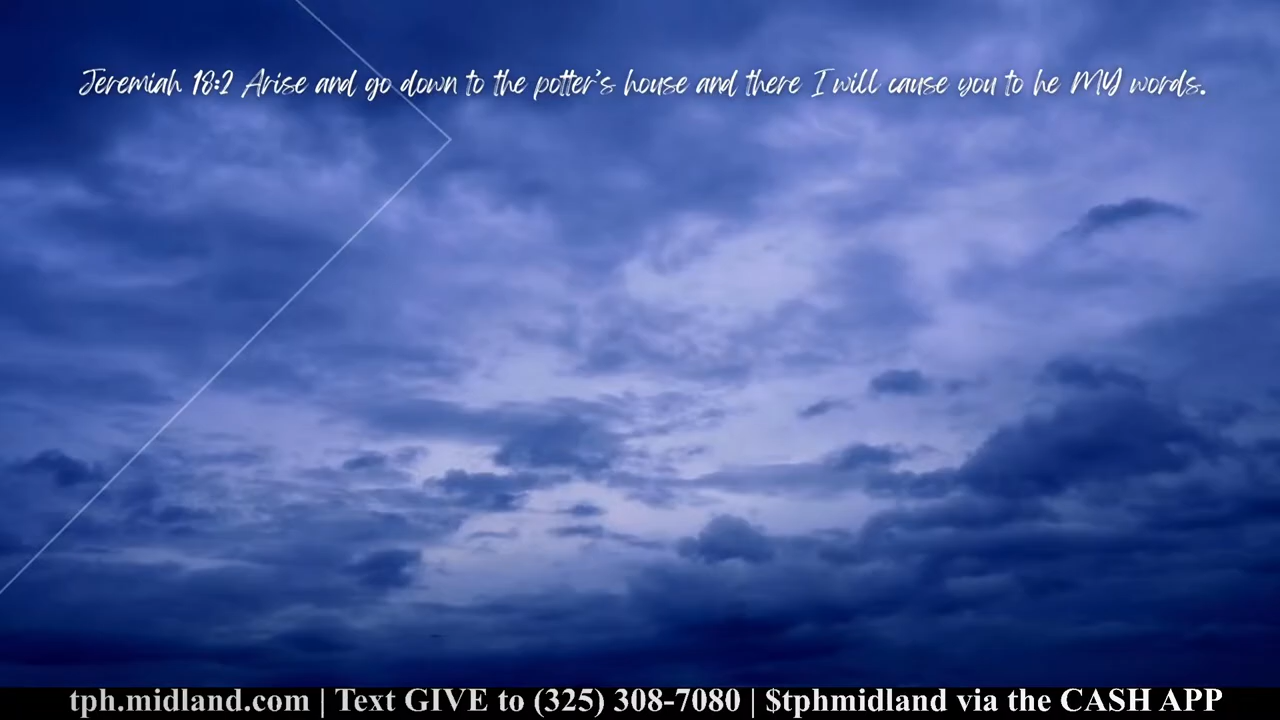 Jeremiah 18:2 Arise and go down to the potter's house and there I will cause you to he MY words.
tph.midland.com | Text GIVE to (325) 308-7080 | $tphmidland via the CASH APP